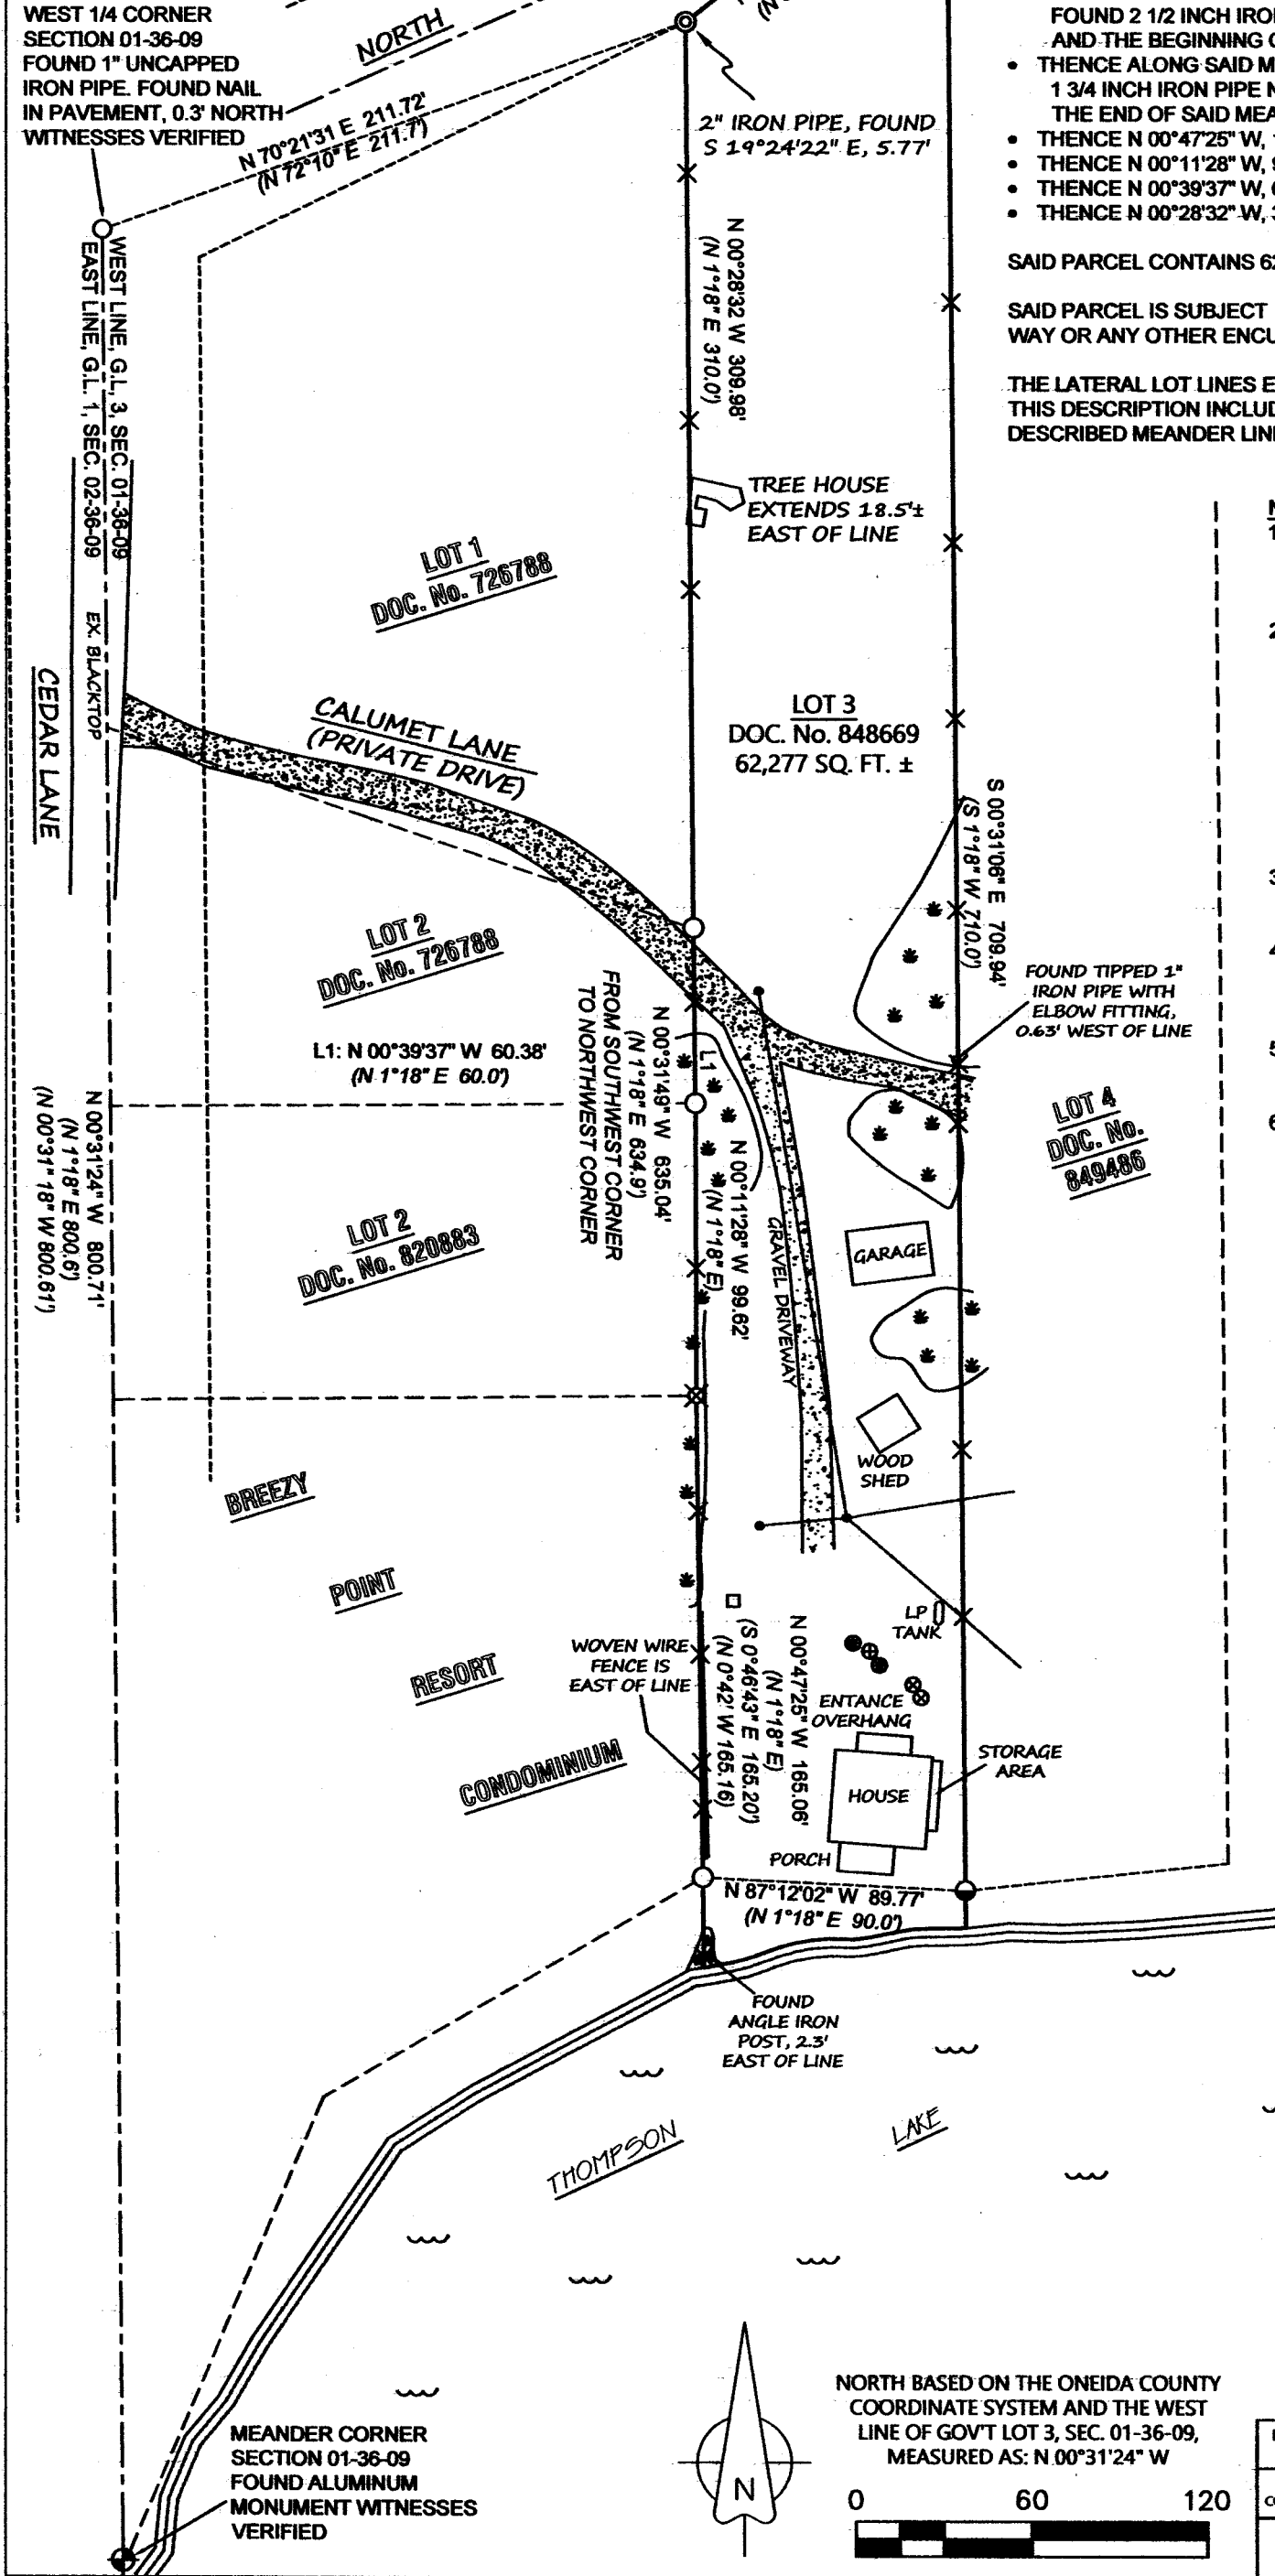 WEST 1/4 CORNER
SECTION 01-36-09
FOUND 1" UNCAPPED
IRON PIPE. FOUND NAIL
IN PAVEMENT, 0.3' NORTH
WITNESSES VERIFIED
NORTH
N 70°21'31 E 211.72'
(N 72°10" E 211.7')
2" IRON PIPE, FOUND
S 19°24'22" E, 5.77'
FOUND 2 1/2 INCH
AND THE BEGINNING
• THENCE ALONG SAID
1 3/4 INCH IRON PIPE
THE END OF SAID
• THENCE N 00°47'25" W,
• THENCE N 00°11'28" W,
• THENCE N 00°39'37" W,
• THENCE N 00°28'32" W,
SAID PARCEL CONTAINS
SAID PARCEL IS SUBJECT
WAY OR ANY OTHER
THE LATERAL LOT LINES
THIS DESCRIPTION
DESCRIBED MEANDER
WEST LINE, G.L. 3, SEC. 01-36-09
EAST LINE, G.L. 1, SEC. 02-36-09
N 00°28'32 W 309.98'
(N 1°18" E 310.0')
TREE HOUSE
EXTENDS 18.5'±
EAST OF LINE
LOT 1
DOC. No. 726788
EX. BLACKTOP
CEDAR LANE
CALUMET LANE
(PRIVATE DRIVE)
LOT 3
DOC. No. 848669
62,277 SQ. FT. ±
S 00°31'06" E 709.94'
(S 1°18" W 710.0')
LOT 2
DOC. No. 726788
FOUND TIPPED 1"
IRON PIPE WITH
ELBOW FITTING,
0.63' WEST OF LINE
L1: N 00°39'37" W 60.38'
(N 1°18" E 60.0')
L1
N 00°31'49" W 635.04'
(N 1°18" E 634.9')
FROM SOUTHWEST CORNER
TO NORTHWEST CORNER
LOT 4
DOC. No.
849486
N 00°31'24" W 800.71'
(N 1°18" E 800.6')
(N 00°31"18" W 800.61')
N 00°11'28" W 99.62'
(N 1°18" E)
LOT 2
DOC. No. 820883
GRAVEL DRIVEWAY
GARAGE
WOOD
SHED
BREEZY
POINT
RESORT
CONDOMINIUM
LP
TANK
WOVEN WIRE
FENCE IS
EAST OF LINE
N 00°47'25" W 165.06'
(N 1°18" E)
(S 0°46'43" E 165.20')
(N 0°42' W 165.16)
ENTANCE
OVERHANG
STORAGE
AREA
HOUSE
PORCH
N 87°12'02" W 89.77'
(N 1°18" E 90.0')
FOUND
ANGLE IRON
POST, 2.3'
EAST OF LINE
THOMPSON
LAKE
MEANDER CORNER
SECTION 01-36-09
FOUND ALUMINUM
MONUMENT WITNESSES
VERIFIED
N
NORTH BASED ON THE ONEIDA COUNTY
COORDINATE SYSTEM AND THE WEST
LINE OF GOV'T LOT 3, SEC. 01-36-09,
MEASURED AS: N 00°31'24" W
0 60 120